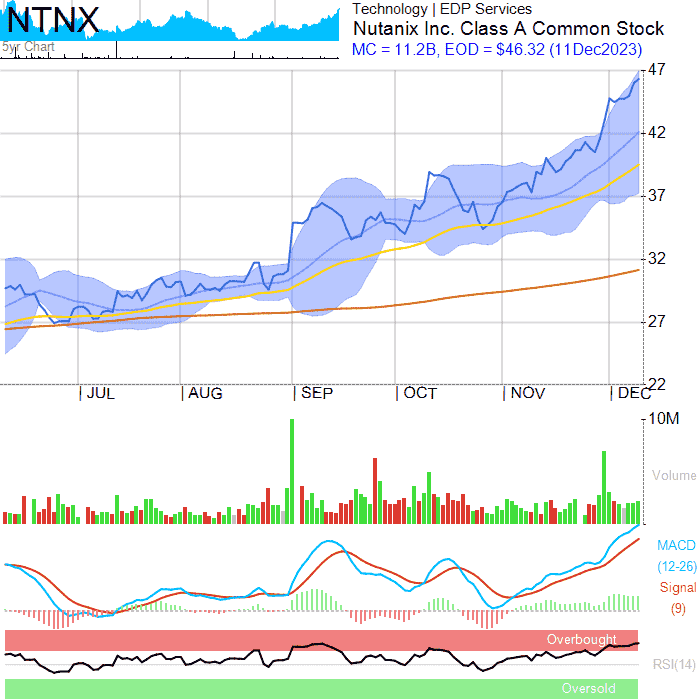 NTNX
5yr Chart
Technology | EDP Services
Nutanix Inc. Class A Common Stock
MC = 11.2B, EOD = $46.32 (11Dec2023)
47
42
37
32
27
22
JUL AUG SEP OCT NOV DEC
10M
Volume
MACD
(12-26)
Signal
(9)
Overbought
RSI(14)
Oversold